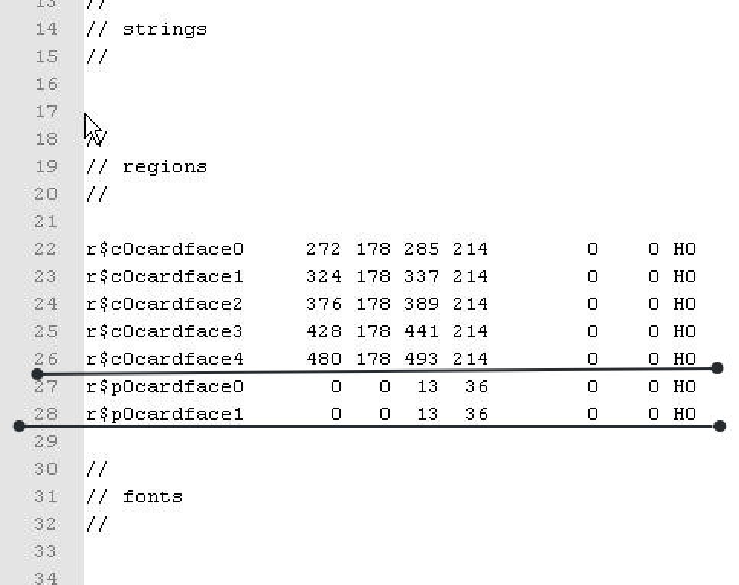 13 //
14 // strings
15 //
16
17
18 //
19 // regions
20 //
21
22 r$c0cardface0 272 178 285 214 0 0 H0
23 r$c0cardface1 324 178 337 214 0 0 H0
24 r$c0cardface2 376 178 389 214 0 0 H0
25 r$c0cardface3 428 178 441 214 0 0 H0
26 r$c0cardface4 480 178 493 214 0 0 H0
27 r$p0cardface0 0 0 13 36 0 0 H0
28 r$p0cardface1 0 0 13 36 0 0 H0
29
30 //
31 // fonts
32 //
33
34